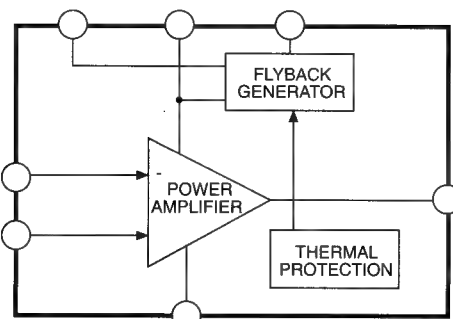 FLYBACK
GENERATOR
-
POWER
AMPLIFIER
THERMAL
PROTECTION